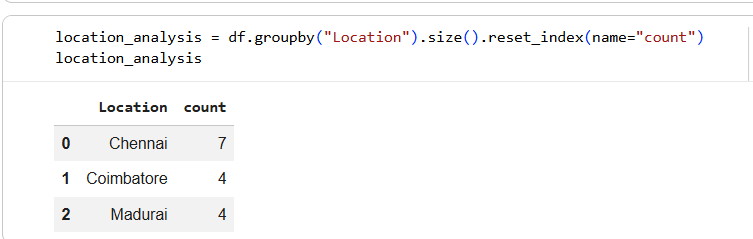 location_analysis = df.groupby("Location").size().reset_index(name="count")
location_analysis
Location count
0 Chennai 7
1 Coimbatore 4
2 Madurai 4